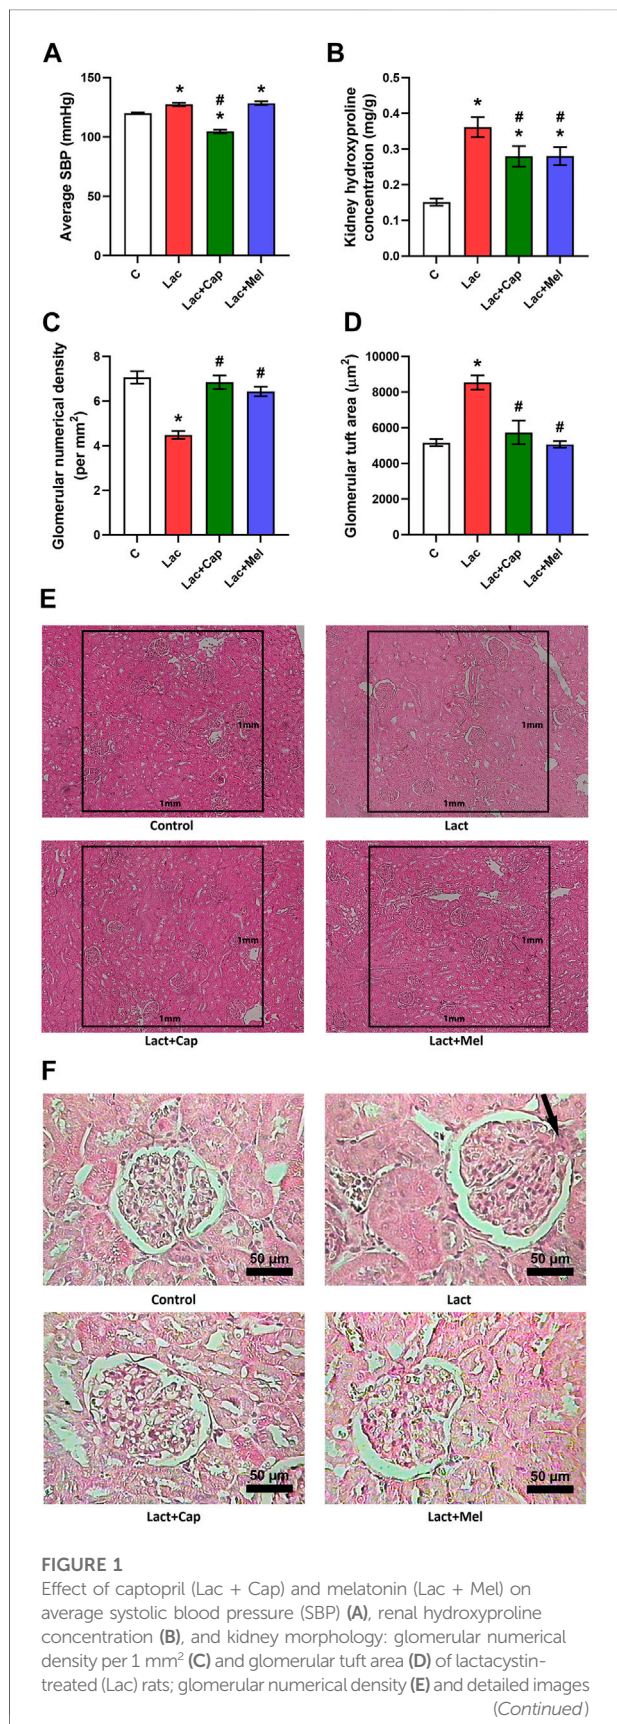 A
Average SBP (mmHg)
150
100
50
0
*
#
*
*
C
Lac
Lac+Cap
Lac+Mel
B
Kidney hydroxyproline
concentration (mg/g)
0.5
0.4
0.3
0.2
0.1
0.0
*
#
*
#
*
C
Lac
Lac+Cap
Lac+Mel
C
Glomerular numerical density
(per mm²)
8
6
4
2
0
*
#
#
C
Lac
Lac+Cap
Lac+Mel
D
Glomerular tuft area (μm²)
10000
8000
6000
4000
2000
0
*
#
#
C
Lac
Lac+Cap
Lac+Mel
E
1mm
1mm
Control
1mm
1mm
Lact
1mm
1mm
Lact+Cap
1mm
1mm
Lact+Mel
F
50 μm
Control
50 μm
Lact
50 μm
Lact+Cap
50 μm
Lact+Mel
FIGURE 1
Effect of captopril (Lac + Cap) and melatonin (Lac + Mel) on
average systolic blood pressure (SBP) (A), renal hydroxyproline
concentration (B), and kidney morphology: glomerular numerical
density per 1 mm² (C) and glomerular tuft area (D) of lactacystin-
treated (Lac) rats; glomerular numerical density (E) and detailed images
(Continued)